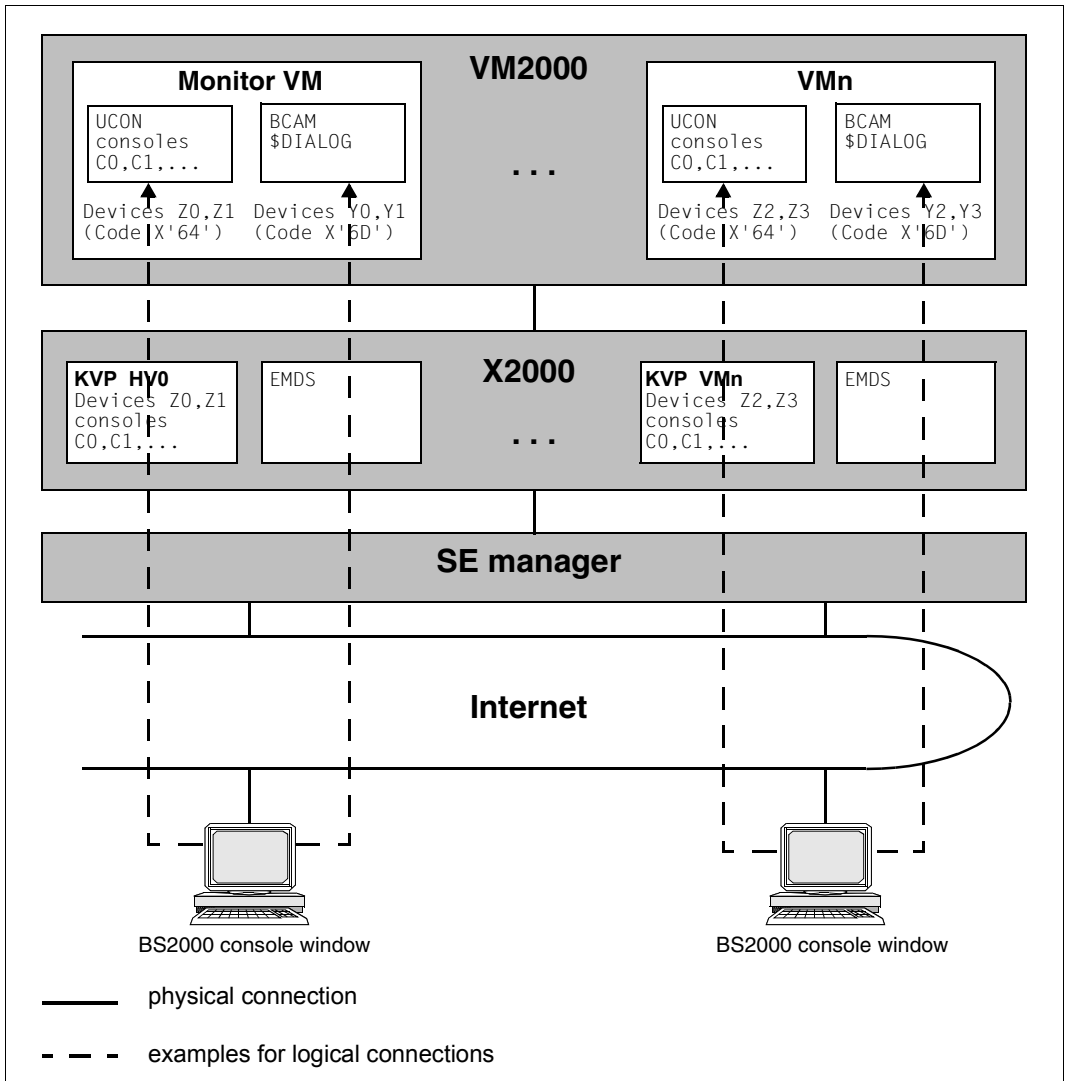 VM2000
Monitor VM
UCON
consoles
C0,C1,...
BCAM
$DIALOG
Devices Z0,Z1
(Code X'64')
Devices Y0,Y1
(Code X'6D')
. . .
VMn
UCON
consoles
C0,C1,...
BCAM
$DIALOG
Devices Z2,Z3
(Code X'64')
Devices Y2,Y3
(Code X'6D')
X2000
KVP HV0
Devices Z0,Z1
consoles
C0,C1,...
EMDS
. . .
KVP VMn
Devices Z2,Z3
consoles
C0,C1,...
EMDS
SE manager
Internet
BS2000 console window
BS2000 console window
physical connection
examples for logical connections